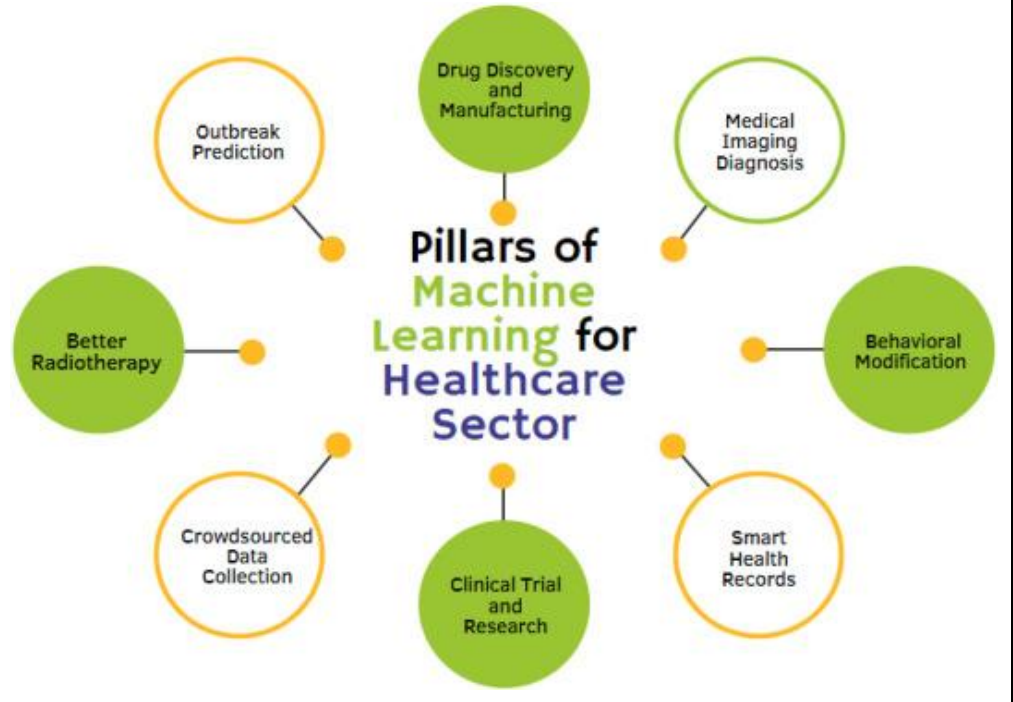 Drug Discovery
and
Manufacturing
Outbreak
Prediction
Medical
Imaging
Diagnosis
Pillars of
Machine
Learning for
Healthcare
Sector
Better
Radiotherapy
Behavioral
Modification
Crowdsourced
Data
Collection
Clinical Trial
and
Research
Smart
Health
Records